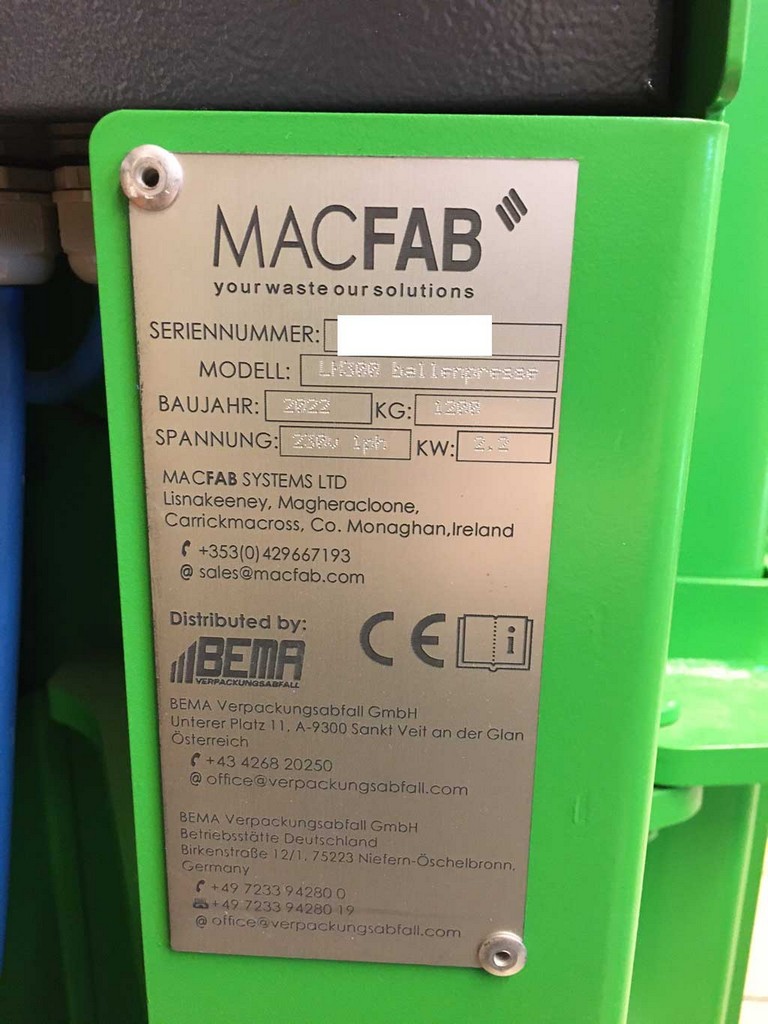 MACFAB
your waste our solutions
SERIENNUMMER:
MODELL: LH300 ballenpresse
BAUJAHR: 2022 KG: 1200
SPANNUNG: 230v 1ph KW: 2.2
MACFAB SYSTEMS LTD
Lisnakeeney, Magheracloone,
Carrickmacross, Co. Monaghan,Ireland
+353(0)429667193
@ sales@macfab.com
Distributed by:
CE
i
BEMA
VERPACKUNGSABFALL
BEMA Verpackungsabfall GmbH
Unterer Platz 11, A-9300 Sankt Veit an der Glan
Österreich
+43 4268 20250
@ office@verpackungsabfall.com
BEMA Verpackungsabfall GmbH
Betriebsstätte Deutschland
Birkenstraße 12/1, 75223 Niefern-Öschelbronn,
Germany
+49 7233 94280 0
+49 7233 94280 19
@ office@verpackungsabfall.com